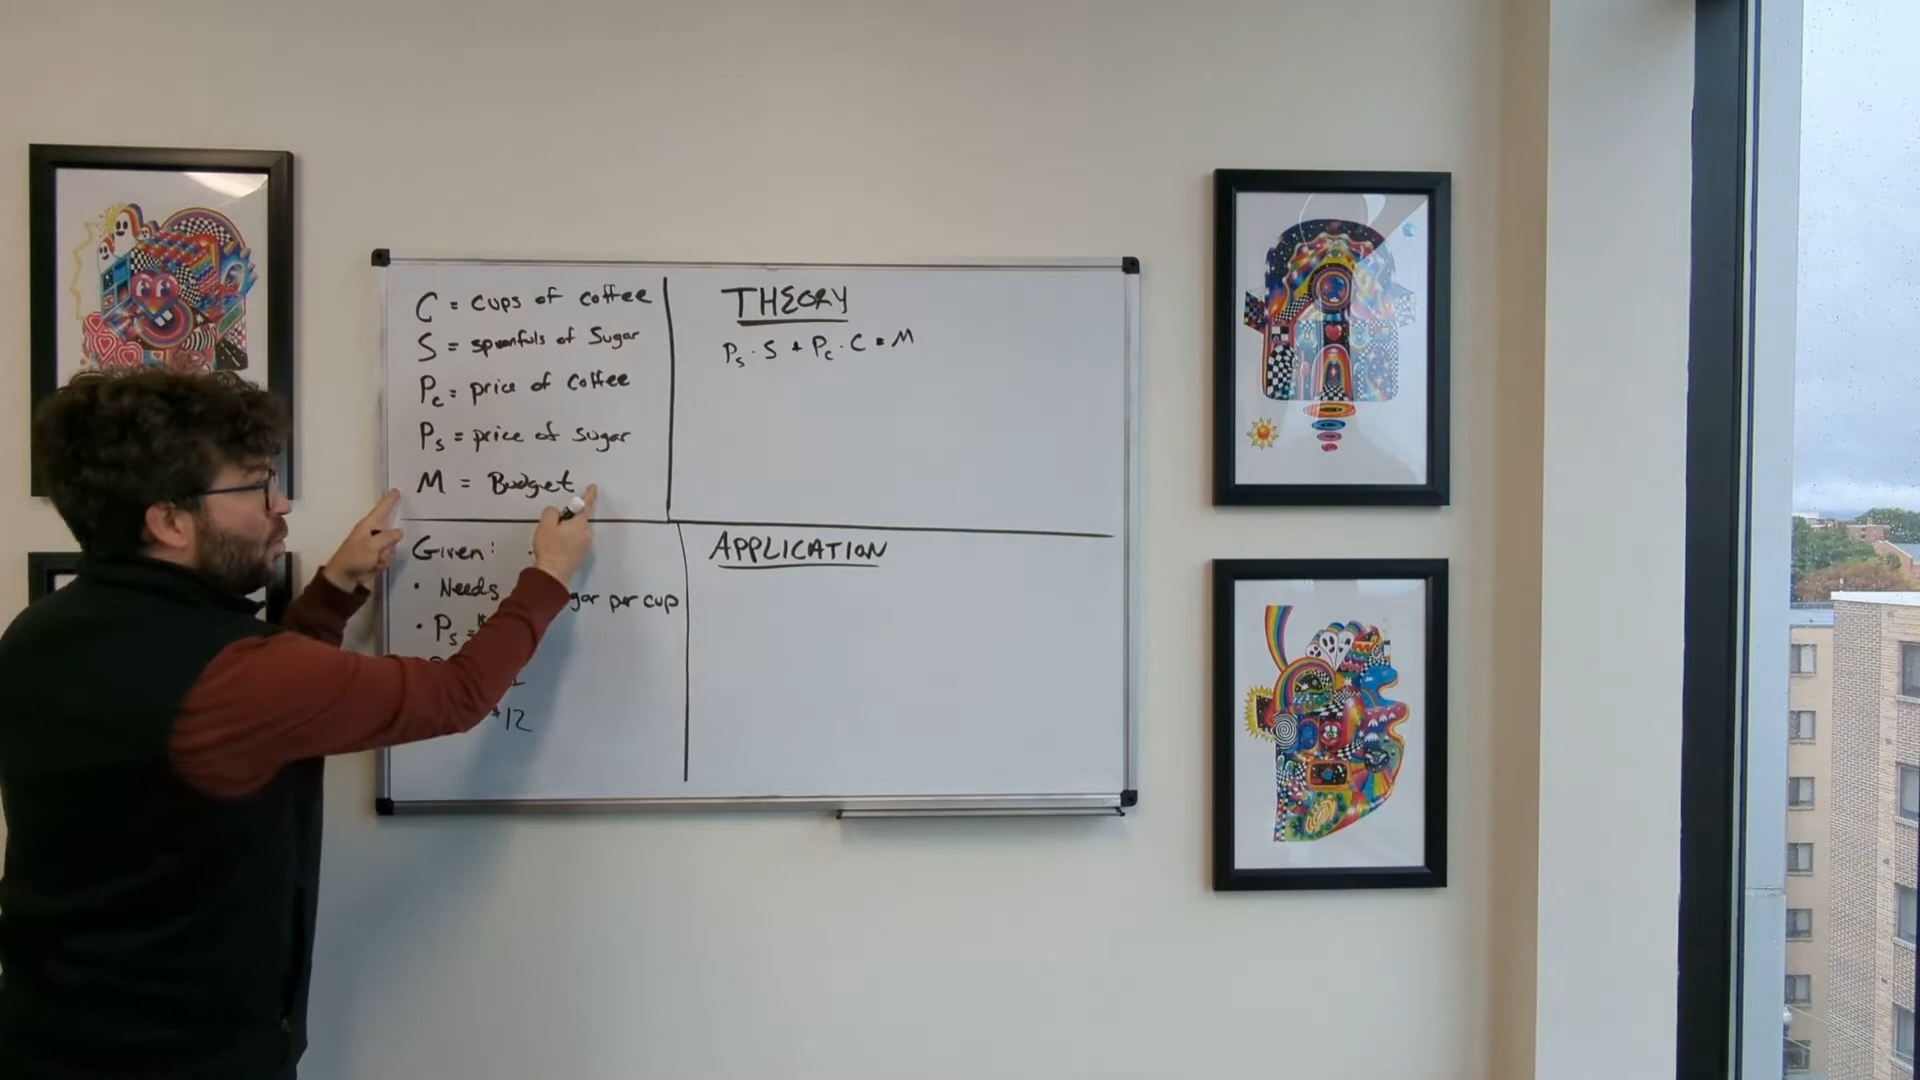 C = cups of coffee
S = spoonfuls of Sugar
Pc = price of coffee
Ps = price of sugar
M = Budget
Given:
• Needs per cup
• Ps =
$12
THEORY
Ps · S + Pc · C = M
APPLICATION